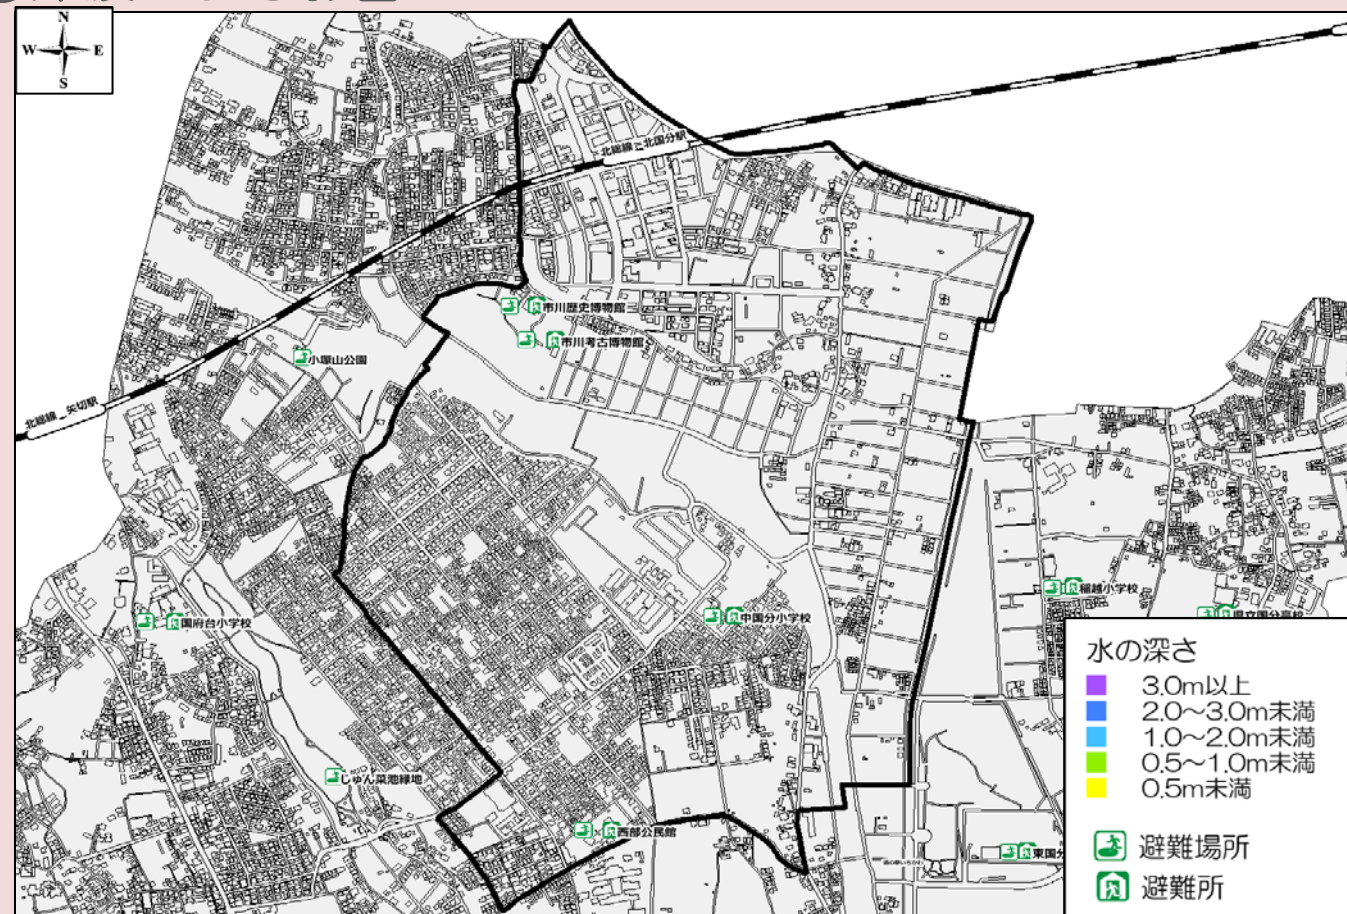 N
W E
S
北総線_北国分駅
市川歴史博物館
市川考古博物館
小塚山公園
北総線_矢切駅
稲越小学校
中国分小学校
県立国分高校
国府台小学校
じゅん菜池緑地
西部公民館
東国分
水の深さ
3.0m以上
2.0～3.0m未満
1.0～2.0m未満
0.5～1.0m未満
0.5m未満
避難場所
避難所